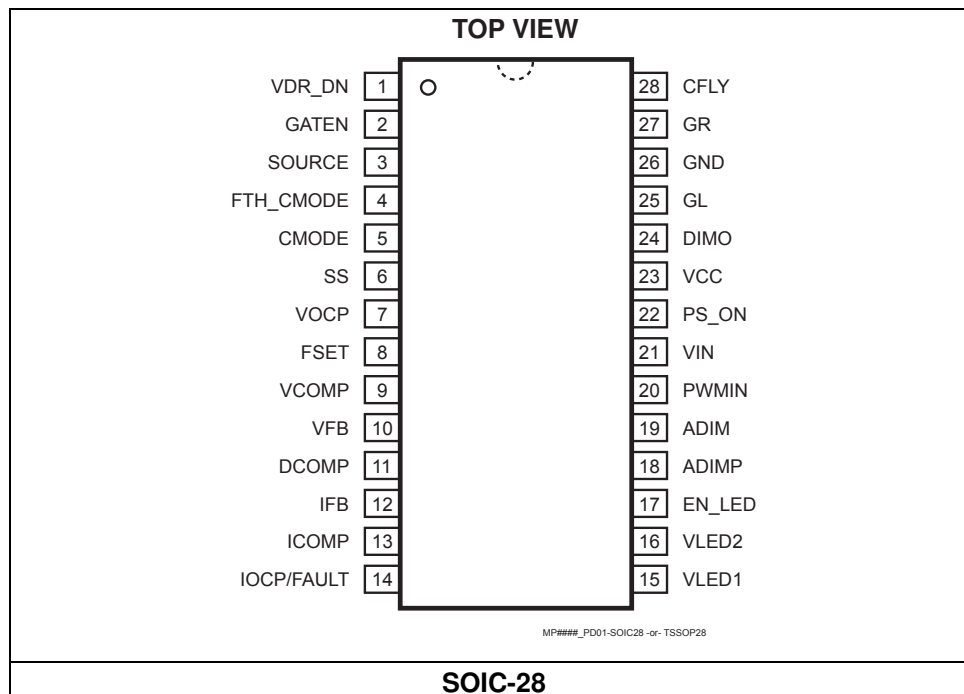 TOP VIEW
VDR_DN 1 28 CFLY
GATEN 2 27 GR
SOURCE 3 26 GND
FTH_CMODE 4 25 GL
CMODE 5 24 DIMO
SS 6 23 VCC
VOCP 7 22 PS_ON
FSET 8 21 VIN
VCOMP 9 20 PWMIN
VFB 10 19 ADIM
DCOMP 11 18 ADIMP
IFB 12 17 EN_LED
ICOMP 13 16 VLED2
IOCP/FAULT 14 15 VLED1
MP####_PD01-SOIC28 -or- TSSOP28
SOIC-28